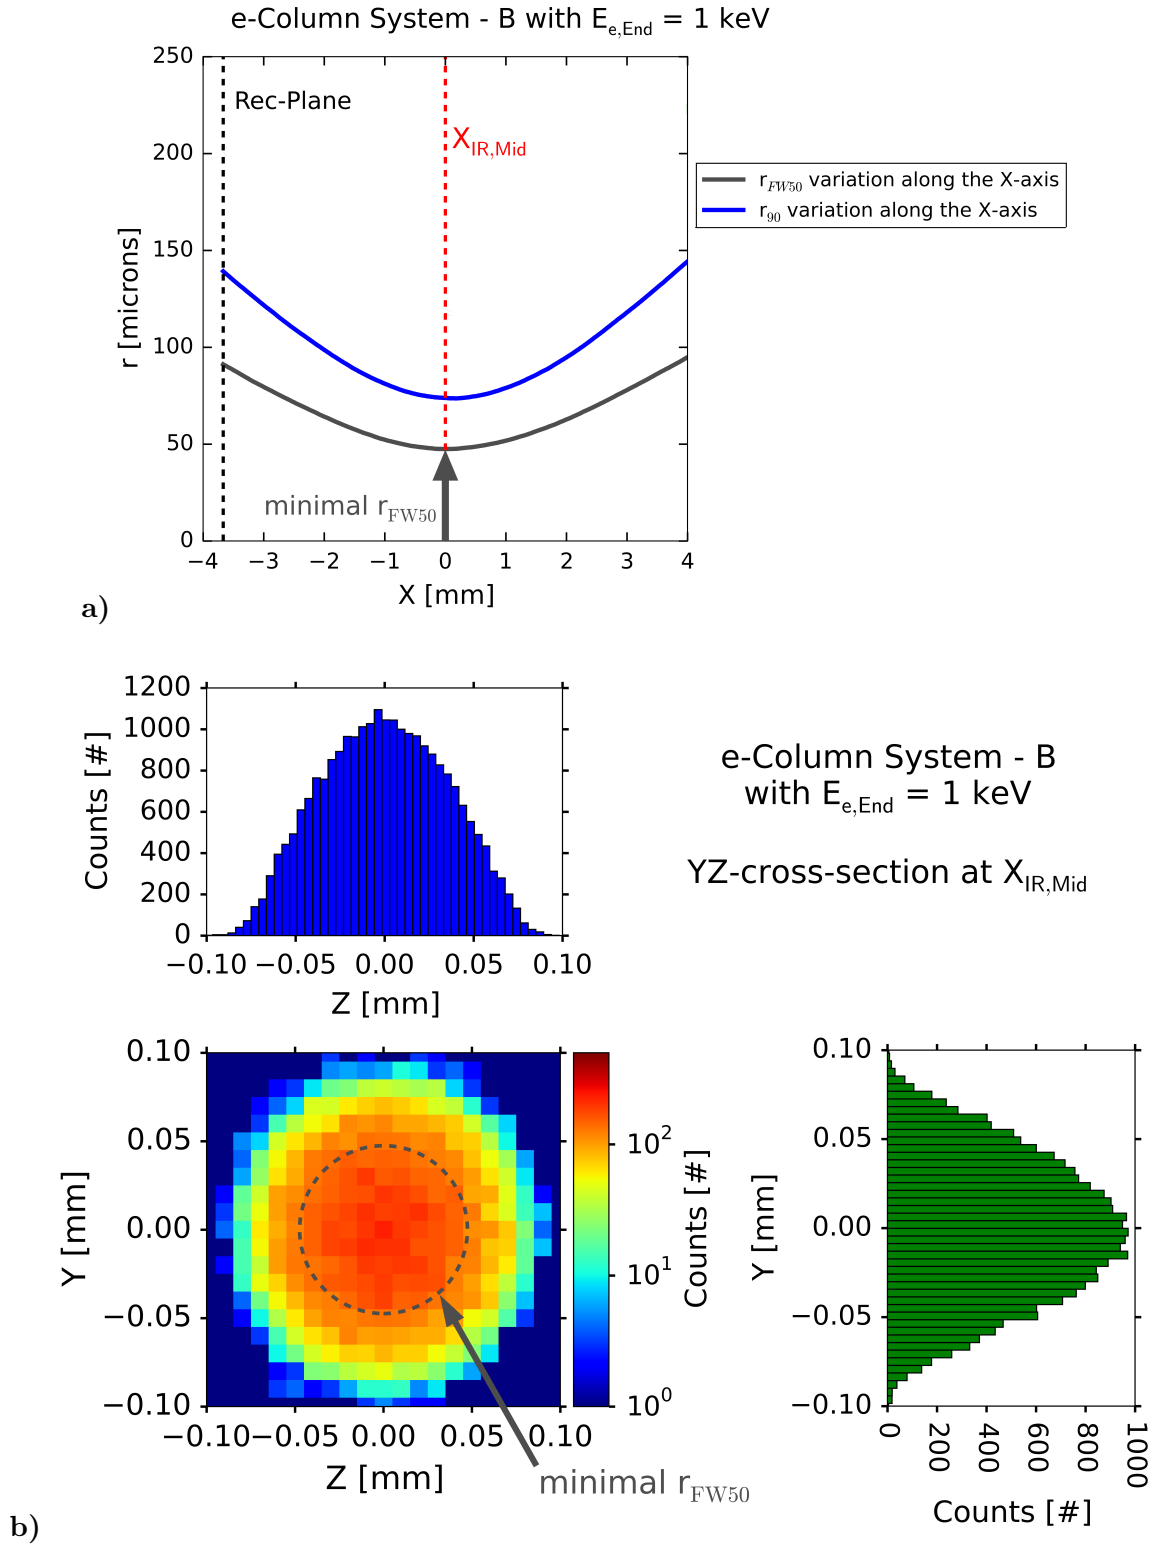 e-Column System - B with E_e,End = 1 keV
250
200
150
100
50
0
r [microns]
Rec-Plane
X_IR,Mid
minimal r_FW50
−4 −3 −2 −1 0 1 2 3 4
X [mm]
r_FW50 variation along the X-axis
r_90 variation along the X-axis
a)
1200
1000
800
600
400
200
0
Counts [#]
−0.10 −0.05 0.00 0.05 0.10
Z [mm]
e-Column System - B
with E_e,End = 1 keV
YZ-cross-section at X_IR,Mid
0.10
0.05
0.00
−0.05
−0.10
Y [mm]
−0.10 −0.05 0.00 0.05 0.10
Z [mm]
10^2
10^1
10^0
Counts [#]
minimal r_FW50
0.10
0.05
0.00
−0.05
−0.10
Y [mm]
0 200 400 600 800 1000
Counts [#]
b)